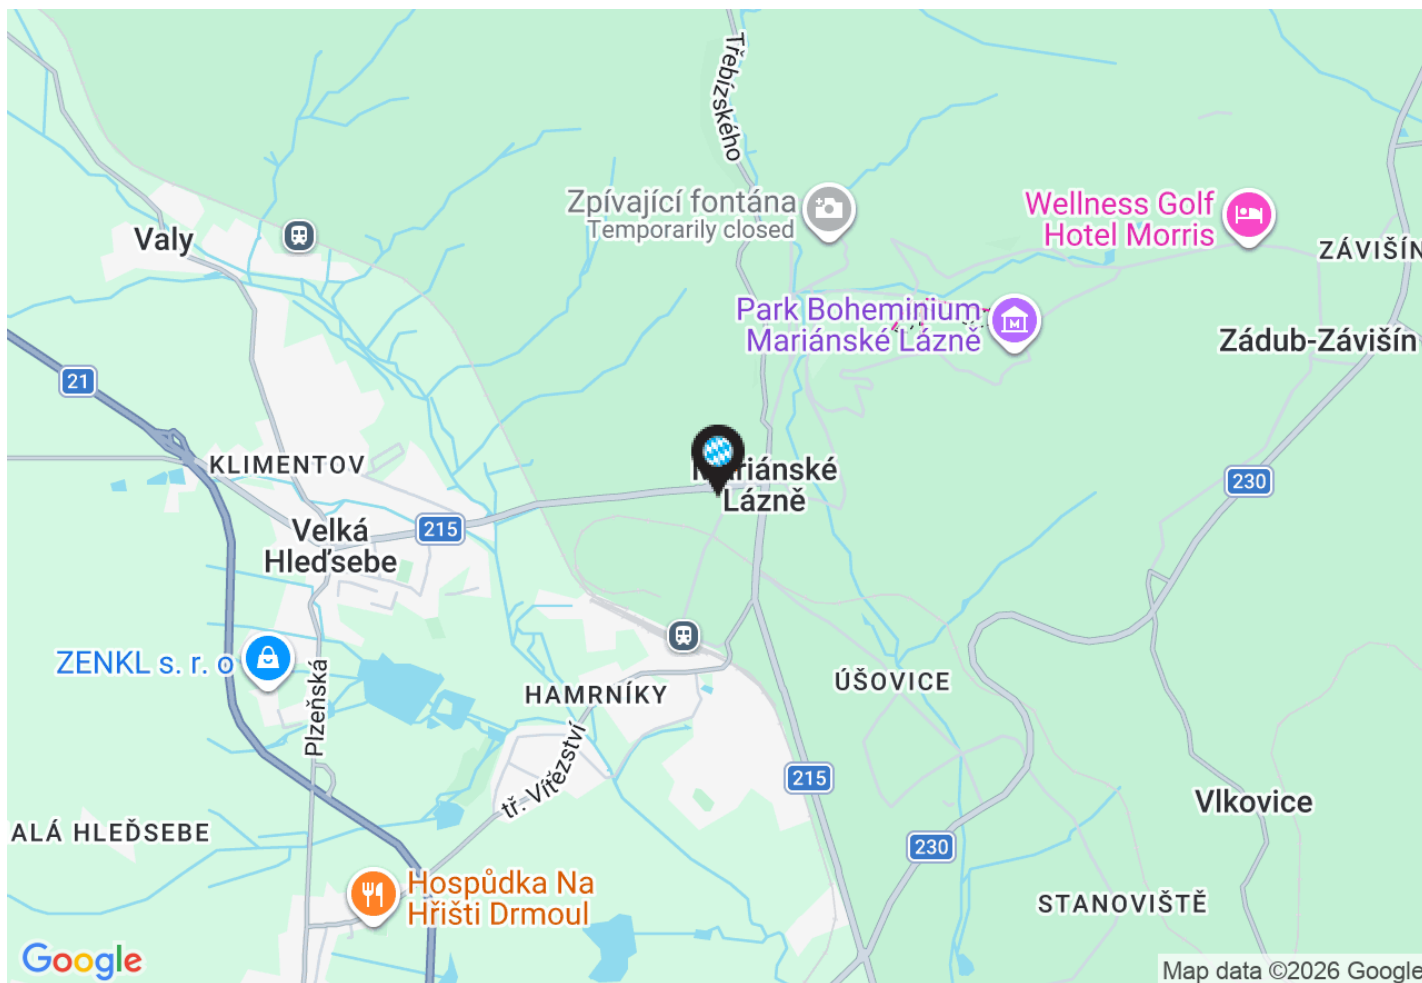 Třebízského
Zpívající fontána
Temporarily closed
Wellness Golf
Hotel Morris
Valy
ZÁVIŠÍN
Park Boheminium
Mariánské Lázně
Zádub-Závišín
21
KLIMENTOV
Mariánské
Lázně
230
Velká
Hleďsebe
215
ZENKL s. r. o
Plzeňská
HAMRNÍKY
ÚŠOVICE
tř. Vítězství
215
Vlkovice
ALÁ HLEĎSEBE
230
Hospůdka Na
Hřišti Drmoul
STANOVIŠTĚ
Google
Map data ©2026 Google